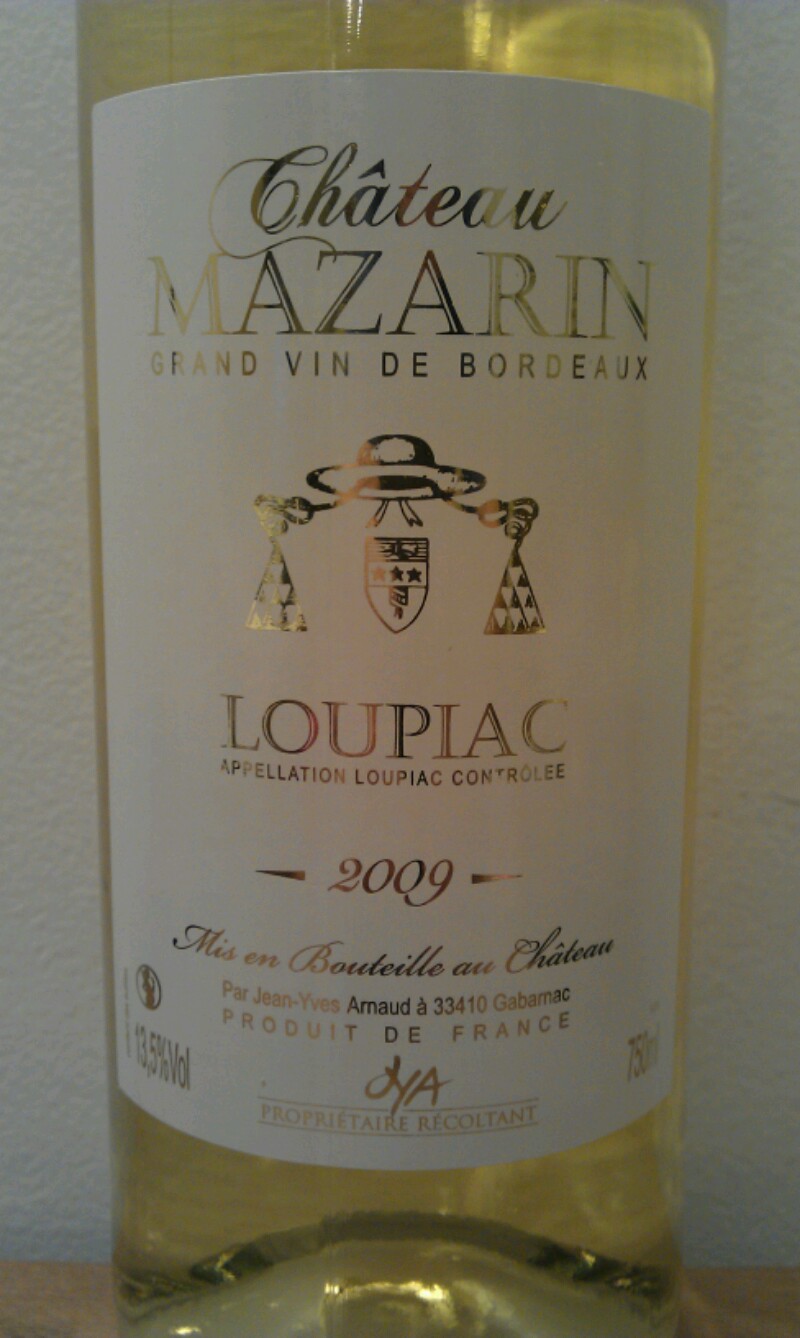 Château
MAZARIN
GRAND VIN DE BORDEAUX
LOUPIAC
APPELLATION LOUPIAC CONTRÔLÉE
2009
Mis en Bouteille au Château
Par Jean-Yves Arnaud à 33410 Gabarnac
PRODUIT DE FRANCE
13,5%Vol
750ml
JYA
PROPRIÉTAIRE RÉCOLTANT